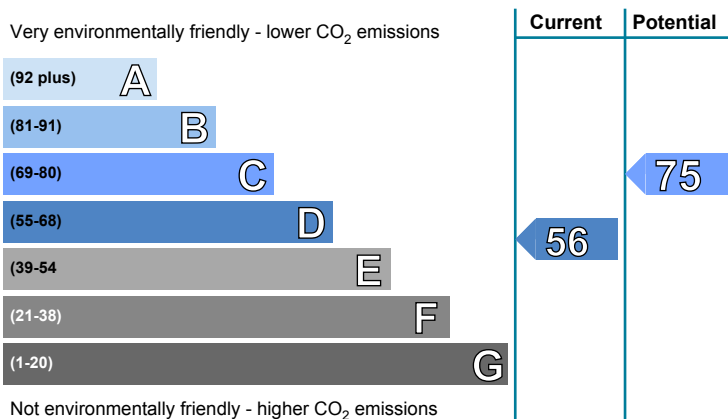 Current Potential
Very environmentally friendly - lower CO2 emissions
(92 plus) A
(81-91) B
(69-80) C
75
(55-68) D
56
(39-54 E
(21-38) F
(1-20) G
Not environmentally friendly - higher CO2 emissions